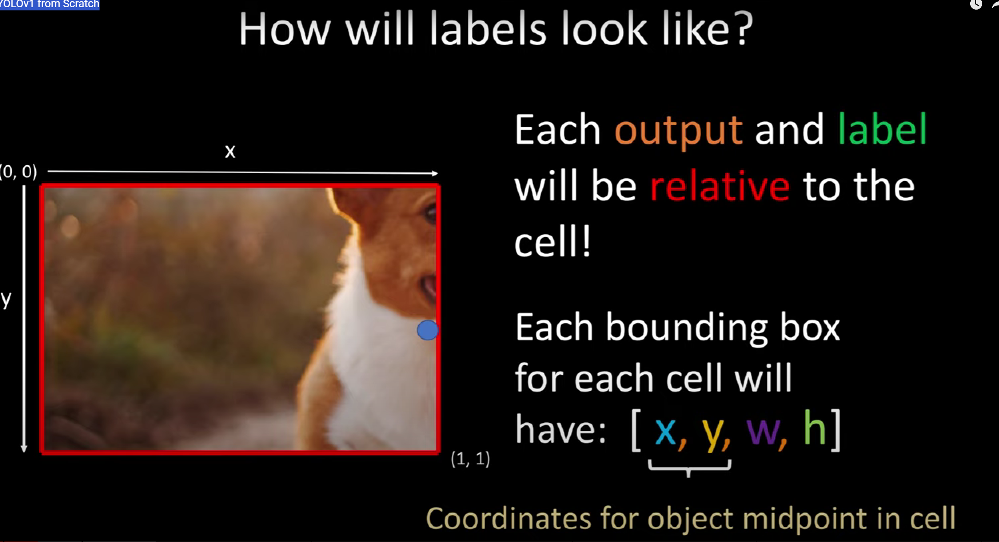 YOLOv1 from Scratch
How will labels look like?
x
(0, 0)
y
(1, 1)
Each output and label
will be relative to the
cell!
Each bounding box
for each cell will
have: [ x, y, w, h]
Coordinates for object midpoint in cell